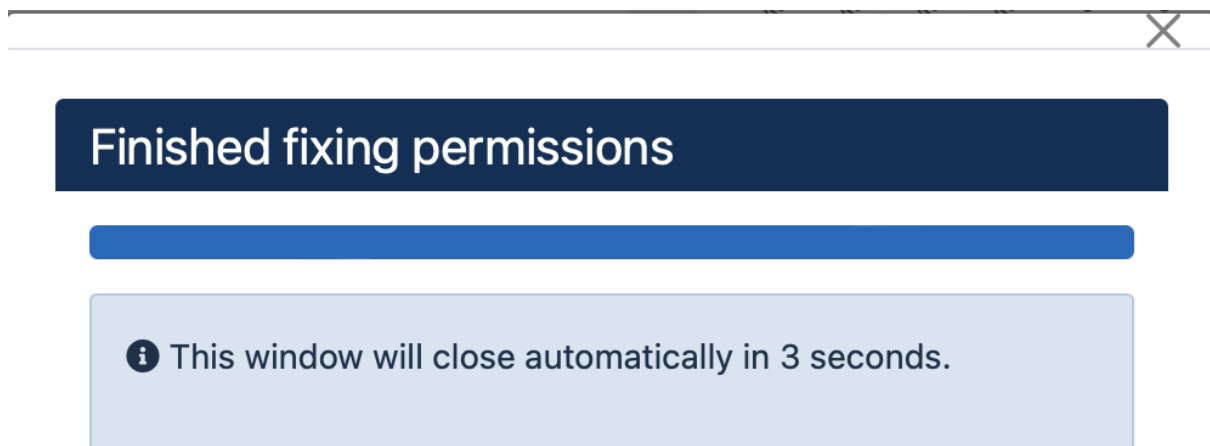 Finished fixing permissions
This window will close automatically in 3 seconds.